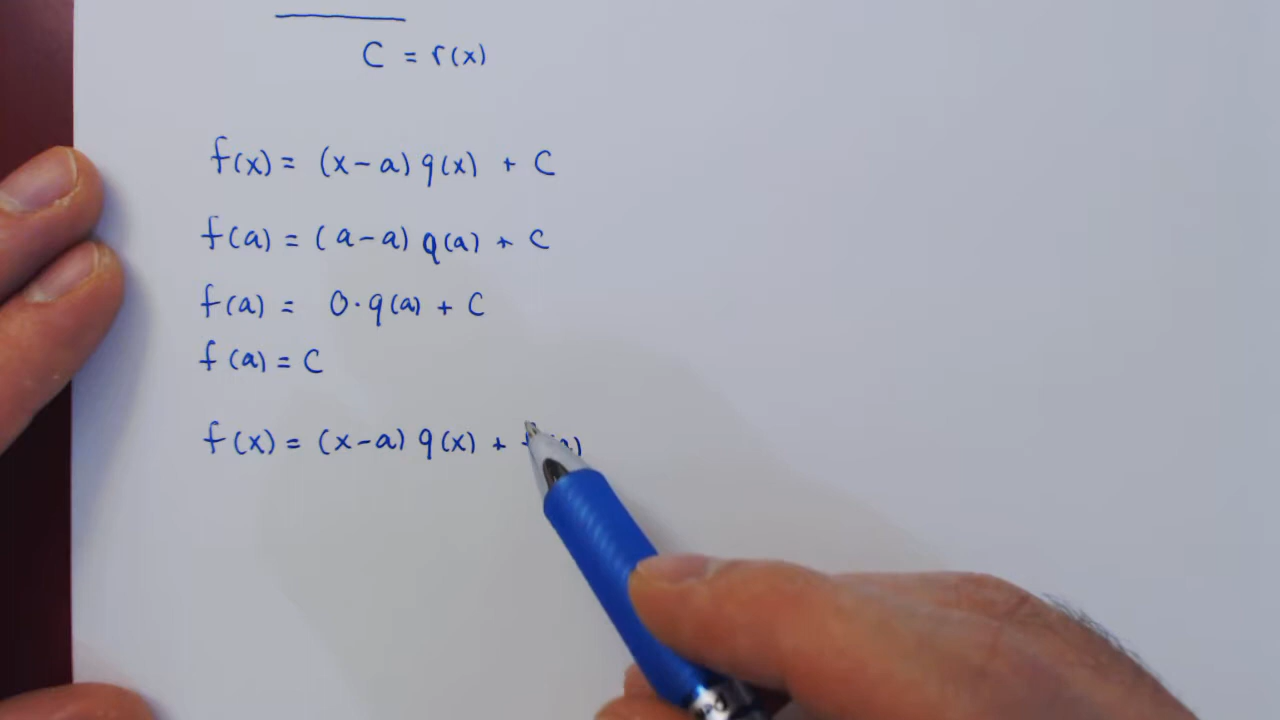 C = r(x)
f(x) = (x-a) q(x) + C
f(a) = (a-a) q(a) + C
f(a) = 0·q(a) + C
f(a) = C
f(x) = (x-a) q(x) +